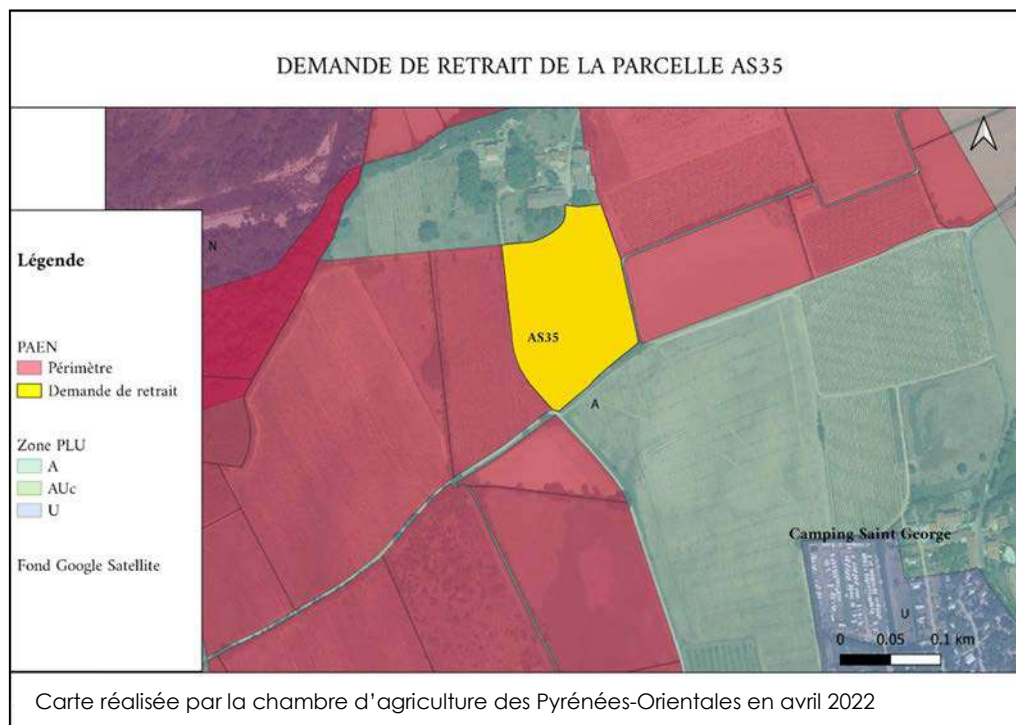 DEMANDE DE RETRAIT DE LA PARCELLE AS35
N
Légende
PAEN
Périmètre
Demande de retrait
AS35
A
Zone PLU
A
AUc
U
Camping Saint George
Fond Google Satellite
U
0 0.05 0.1 km
Carte réalisée par la chambre d'agriculture des Pyrénées-Orientales en avril 2022